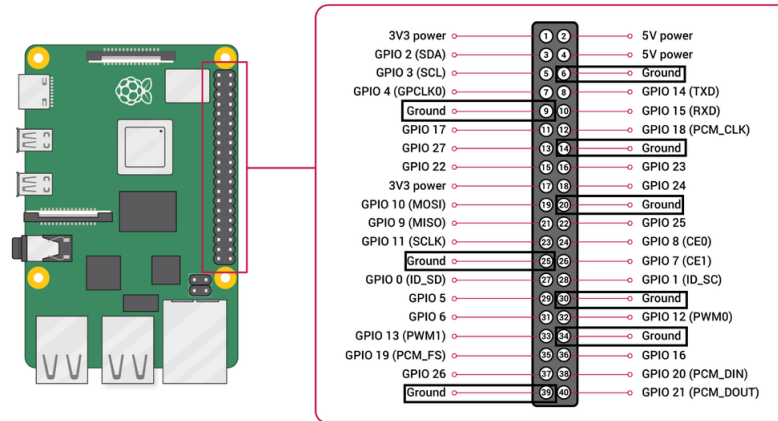 3V3 power 1 2 5V power
GPIO 2 (SDA) 3 4 5V power
GPIO 3 (SCL) 5 6 Ground
GPIO 4 (GPCLK0) 7 8 GPIO 14 (TXD)
Ground 9 10 GPIO 15 (RXD)
GPIO 17 11 12 GPIO 18 (PCM_CLK)
GPIO 27 13 14 Ground
GPIO 22 15 16 GPIO 23
3V3 power 17 18 GPIO 24
GPIO 10 (MOSI) 19 20 Ground
GPIO 9 (MISO) 21 22 GPIO 25
GPIO 11 (SCLK) 23 24 GPIO 8 (CE0)
Ground 25 26 GPIO 7 (CE1)
GPIO 0 (ID_SD) 27 28 GPIO 1 (ID_SC)
GPIO 5 29 30 Ground
GPIO 6 31 32 GPIO 12 (PWM0)
GPIO 13 (PWM1) 33 34 Ground
GPIO 19 (PCM_FS) 35 36 GPIO 16
GPIO 26 37 38 GPIO 20 (PCM_DIN)
Ground 39 40 GPIO 21 (PCM_DOUT)